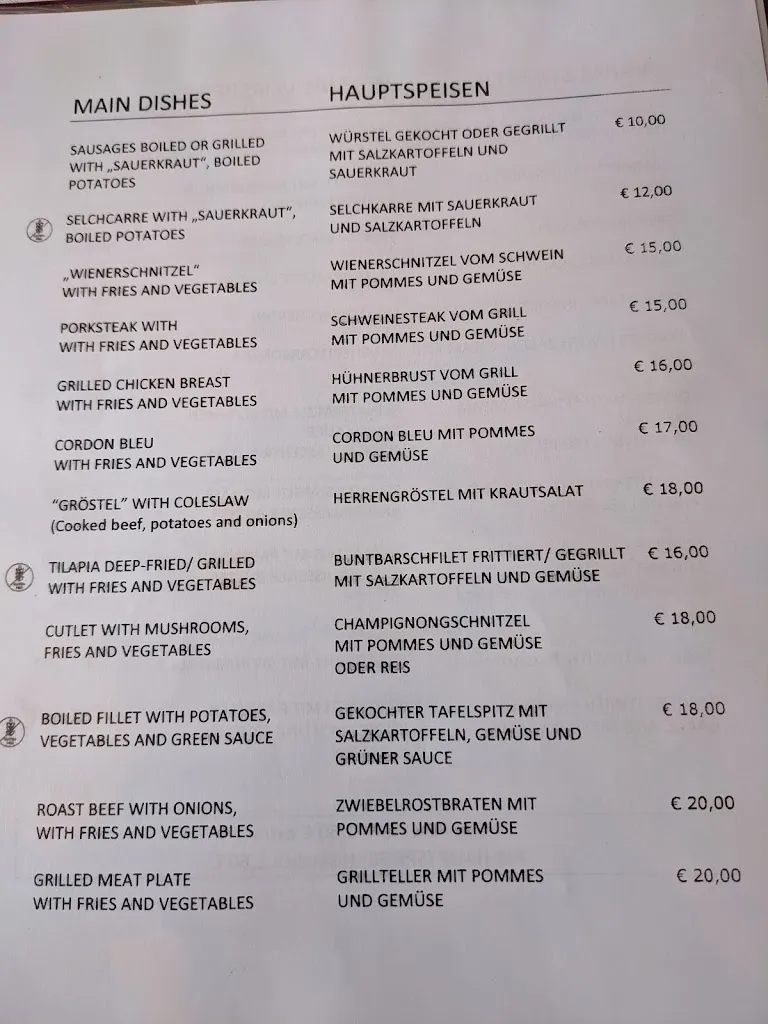 MAIN DISHES HAUPTSPEISEN
SAUSAGES BOILED OR GRILLED WÜRSTEL GEKOCHT ODER GEGRILLT € 10,00
WITH „SAUERKRAUT“, BOILED MIT SALZKARTOFFELN UND
POTATOES SAUERKRAUT
SELCHCARRE WITH „SAUERKRAUT“, SELCHKARRE MIT SAUERKRAUT € 12,00
BOILED POTATOES UND SALZKARTOFFELN
„WIENERSCHNITZEL“ WIENERSCHNITZEL VOM SCHWEIN € 15,00
WITH FRIES AND VEGETABLES MIT POMMES UND GEMÜSE
PORKSTEAK WITH SCHWEINESTEAK VOM GRILL € 15,00
WITH FRIES AND VEGETABLES MIT POMMES UND GEMÜSE
GRILLED CHICKEN BREAST HÜHNERBRUST VOM GRILL € 16,00
WITH FRIES AND VEGETABLES MIT POMMES UND GEMÜSE
CORDON BLEU CORDON BLEU MIT POMMES € 17,00
WITH FRIES AND VEGETABLES UND GEMÜSE
“GRÖSTEL” WITH COLESLAW HERRENGRÖSTEL MIT KRAUTSALAT € 18,00
(Cooked beef, potatoes and onions)
TILAPIA DEEP-FRIED/ GRILLED BUNTBARSCHFILET FRITTIERT/ GEGRILLT € 16,00
WITH FRIES AND VEGETABLES MIT SALZKARTOFFELN UND GEMÜSE
CUTLET WITH MUSHROOMS, CHAMPIGNONGSCHNITZEL € 18,00
FRIES AND VEGETABLES MIT POMMES UND GEMÜSE
ODER REIS
BOILED FILLET WITH POTATOES, GEKOCHTER TAFELSPITZ MIT € 18,00
VEGETABLES AND GREEN SAUCE SALZKARTOFFELN, GEMÜSE UND
GRÜNER SAUCE
ROAST BEEF WITH ONIONS, ZWIEBELROSTBRATEN MIT € 20,00
WITH FRIES AND VEGETABLES POMMES UND GEMÜSE
GRILLED MEAT PLATE GRILLTELLER MIT POMMES € 20,00
WITH FRIES AND VEGETABLES UND GEMÜSE